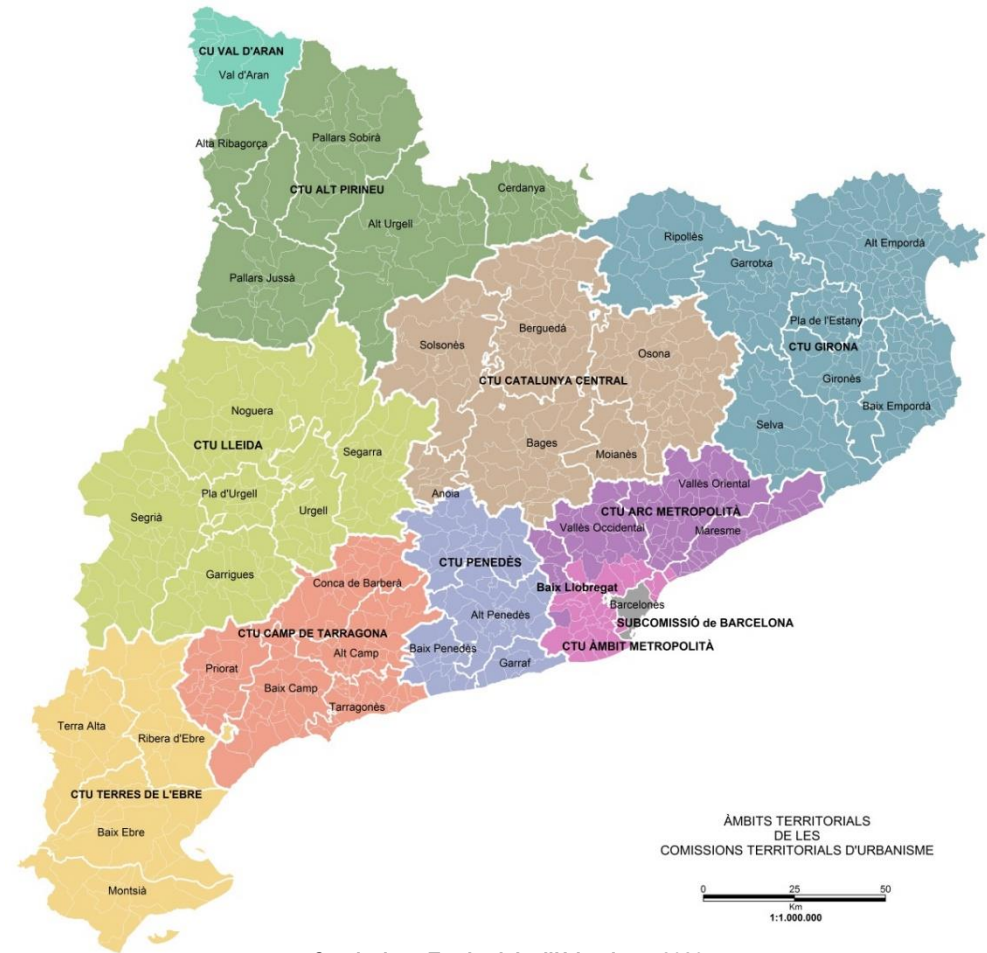 CU VAL D'ARAN
Val d'Aran
Alta Ribagorça
Pallars Sobirà
CTU ALT PIRINEU
Cerdanya
Alt Urgell
Pallars Jussà
Ripollès
Alt Empordà
Garrotxa
Pla de l'Estany
CTU GIRONA
Gironès
Baix Empordà
Selva
Berguedá
Solsonès
Osona
CTU CATALUNYA CENTRAL
Bages
Moianès
Anoia
Noguera
CTU LLEIDA
Segarra
Pla d'Urgell
Urgell
Segrià
Garrigues
Vallès Oriental
CTU ARC METROPOLITÀ
Vallès Occidental
Maresme
CTU PENEDÈS
Baix Llobregat
Barcelonès
SUBCOMISSIÓ de BARCELONA
CTU ÀMBIT METROPOLITÀ
Alt Penedès
Baix Penedès
Garraf
Conca de Barberà
CTU CAMP DE TARRAGONA
Alt Camp
Priorat
Baix Camp
Tarragonès
Terra Alta
Ribera d'Ebre
CTU TERRES DE L'EBRE
Baix Ebre
Montsià
ÀMBITS TERRITORIALS
DE LES
COMISSIONS TERRITORIALS D'URBANISME
0 25 50
Km
1:1.000.000